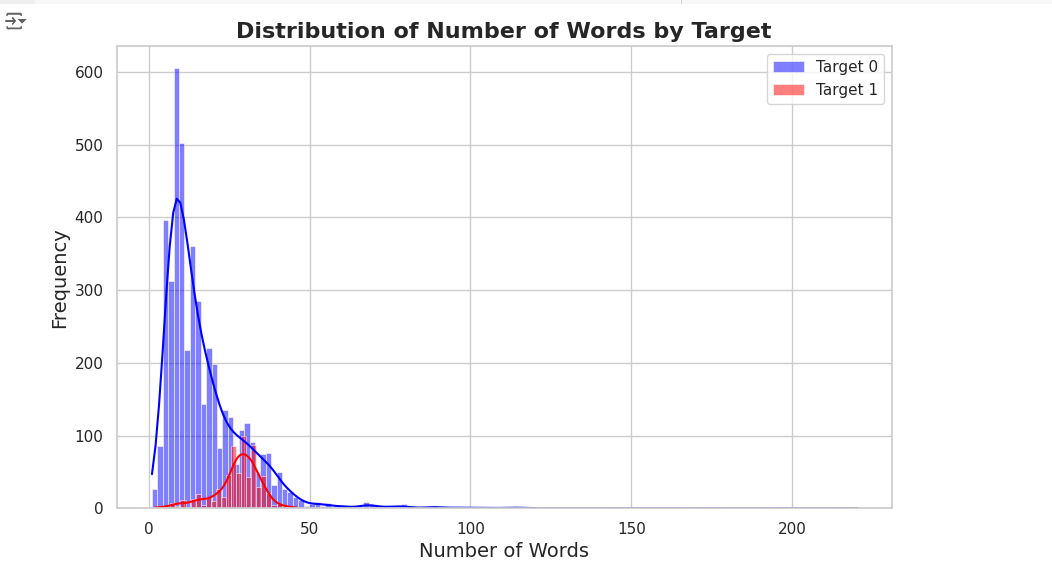 Distribution of Number of Words by Target
Target 0
Target 1
600
500
400
300
200
100
0
Frequency
0 50 100 150 200
Number of Words